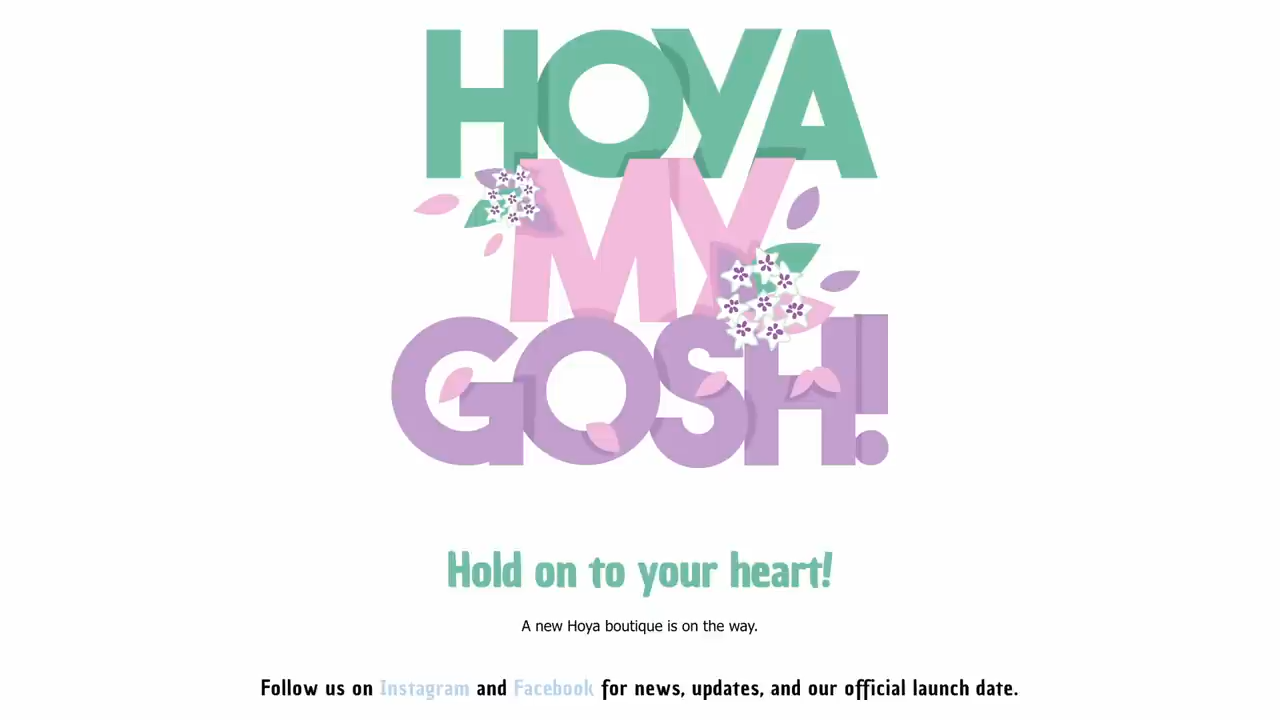 HOYA
MY
GOSH!
Hold on to your heart!
A new Hoya boutique is on the way.
Follow us on Instagram and Facebook for news, updates, and our official launch date.